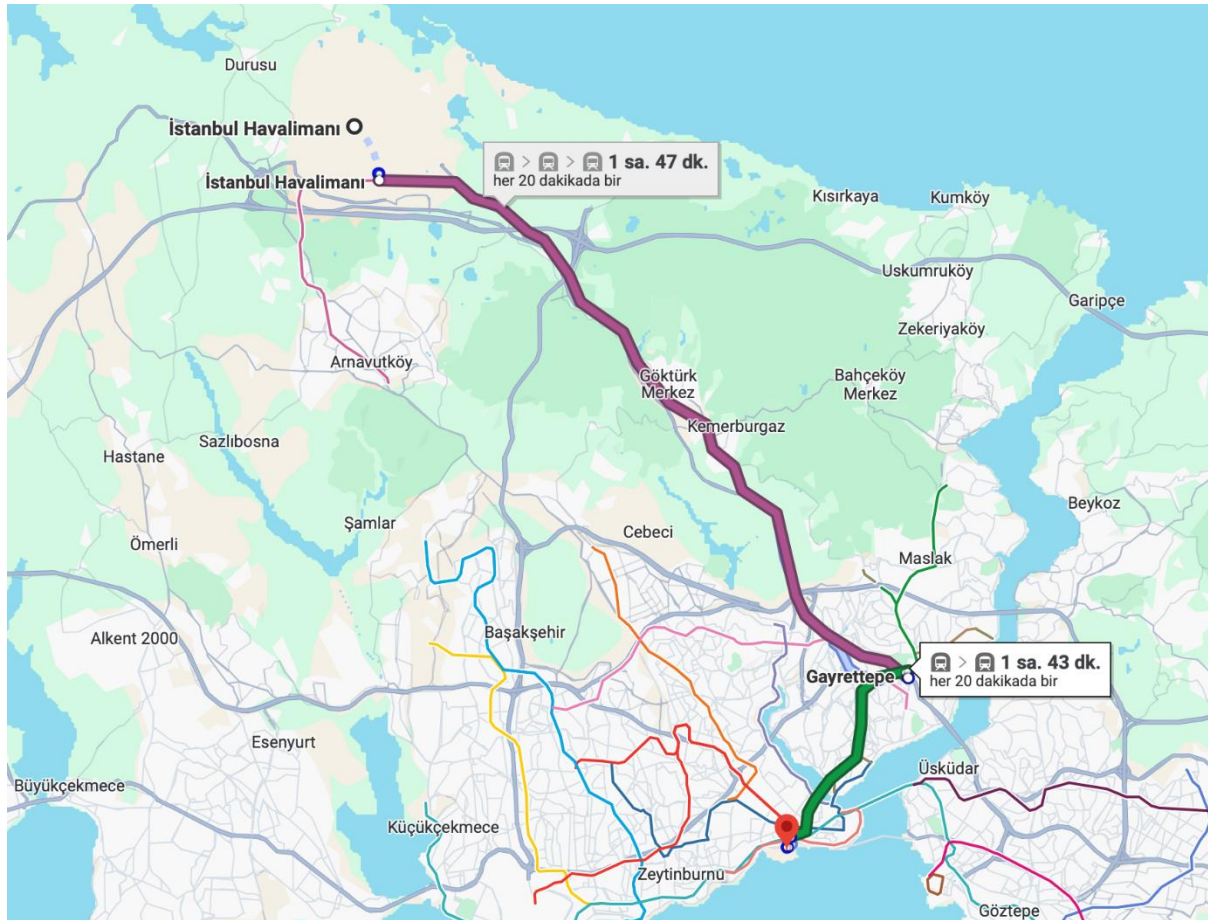 Durusu
İstanbul Havalimanı
İstanbul Havalimanı
> > 1 sa. 47 dk.
her 20 dakikada bir
Kısırkaya
Kumköy
Uskumruköy
Garipçe
Zekeriyaköy
Arnavutköy
Göktürk
Merkez
Bahçeköy
Merkez
Kemerburgaz
Sazlıbosna
Hastane
Beykoz
Şamlar
Cebeci
Ömerli
Maslak
Alkent 2000
Başakşehir
Gayrettepe
> 1 sa. 43 dk.
her 20 dakikada bir
Esenyurt
Üsküdar
Büyükçekmece
Küçükçekmece
Zeytinburnu
Göztepe